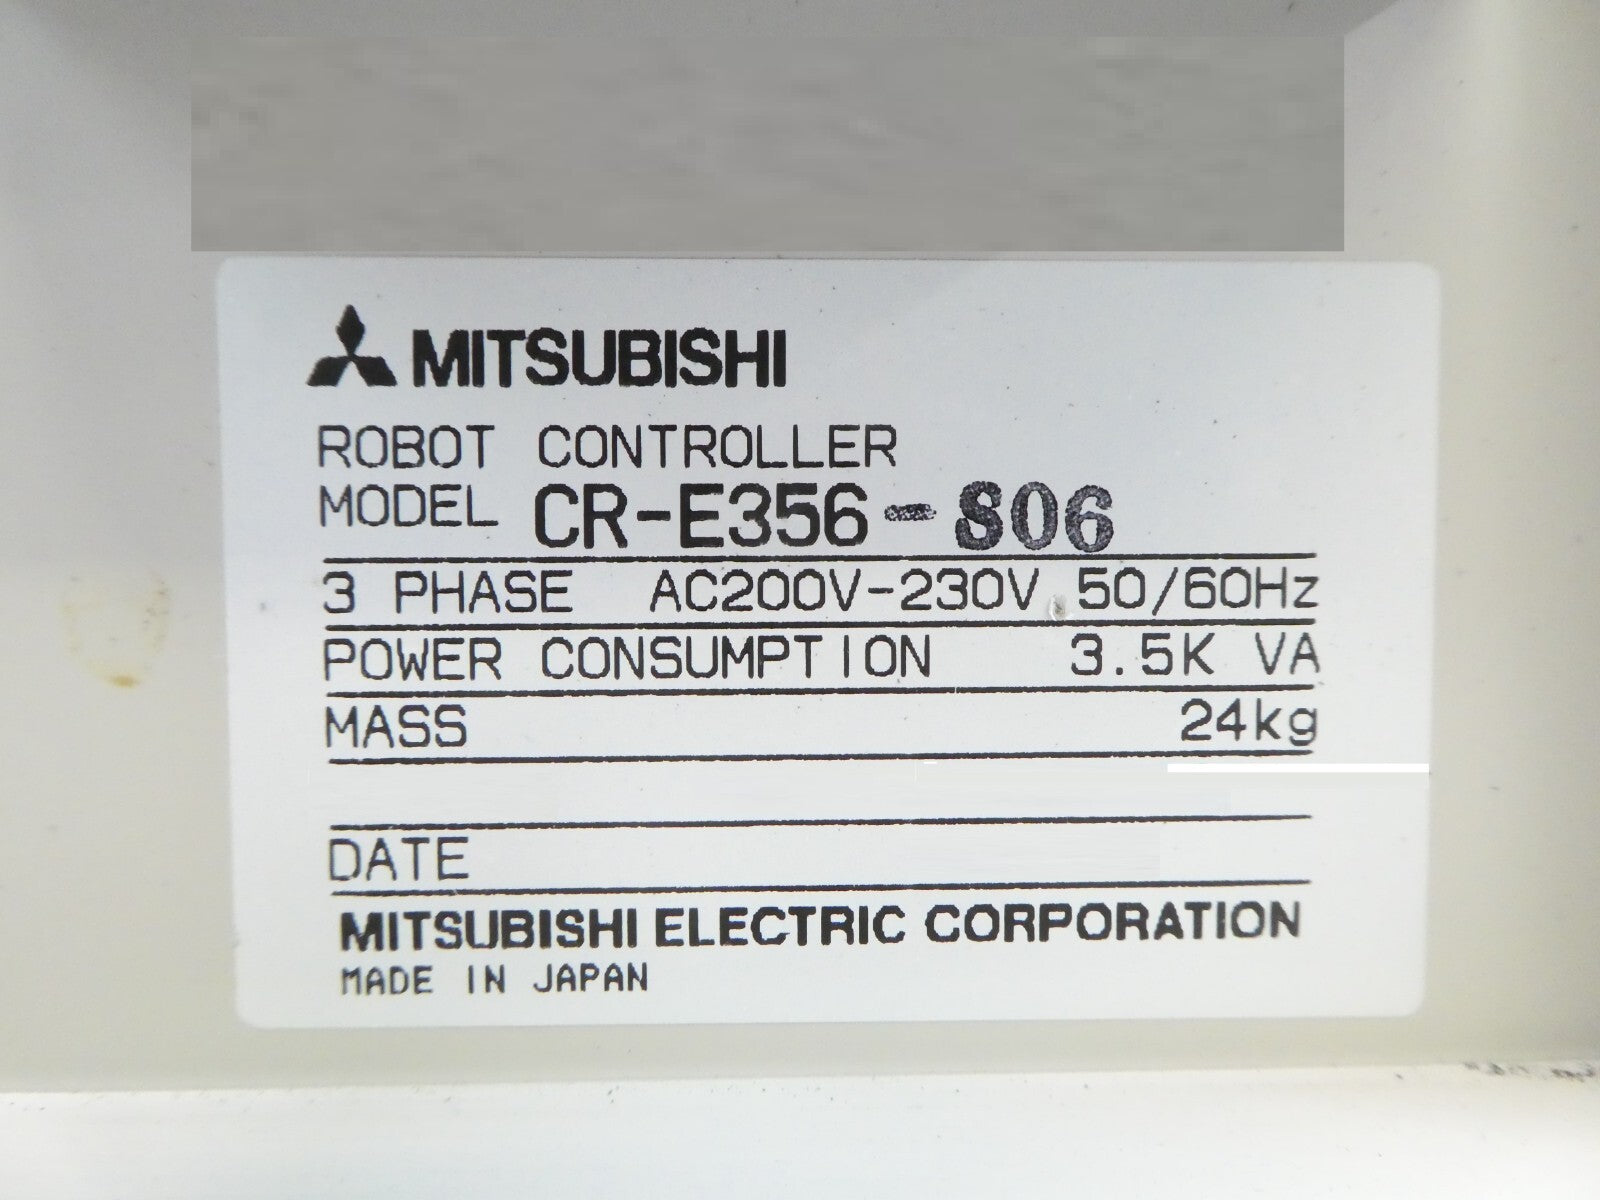 MITSUBISHI
ROBOT CONTROLLER
MODEL CR-E356-S06
3 PHASE AC200V-230V 50/60Hz
POWER CONSUMPTION 3.5K VA
MASS 24kg
DATE
MITSUBISHI ELECTRIC CORPORATION
MADE IN JAPAN